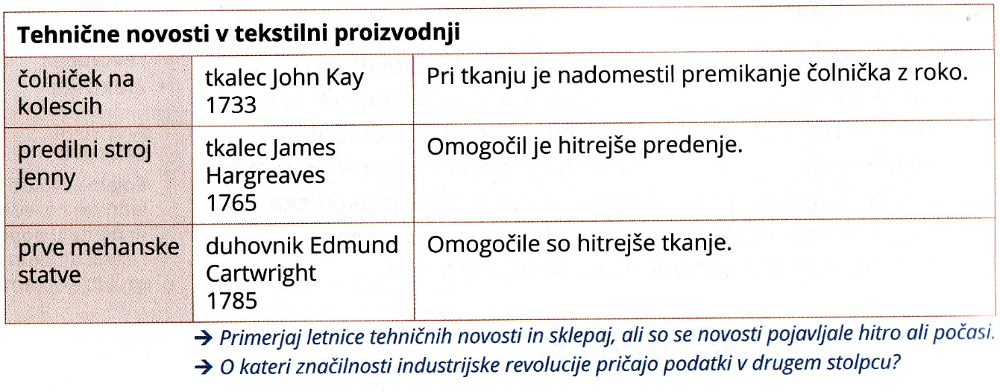 Tehnične novosti v tekstilni proizvodnji
čolniček na
kolescih
tkalec John Kay
1733
Pri tkanju je nadomestil premikanje čolnička z roko.
predilni stroj
Jenny
tkalec James
Hargreaves
1765
Omogočil je hitrejše predenje.
prve mehanske
statve
duhovnik Edmund
Cartwright
1785
Omogočile so hitrejše tkanje.
→ Primerjaj letnice tehničnih novosti in sklepaj, ali so se novosti pojavljale hitro ali počasi.
→ O kateri značilnosti industrijske revolucije pričajo podatki v drugem stolpcu?